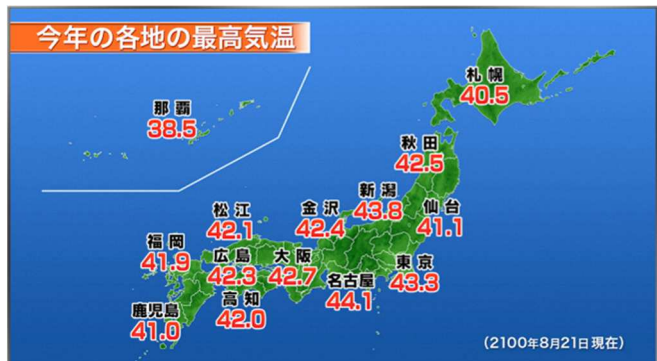 今年の各地の最高気温
札幌
40.5
那覇
38.5
秋田
42.5
新潟
43.8
仙台
41.1
金沢
42.4
松江
42.1
福岡
41.9
広島
42.3
大阪
42.7
東京
43.3
名古屋
44.1
高知
42.0
鹿児島
41.0
(2100年8月21日現在)